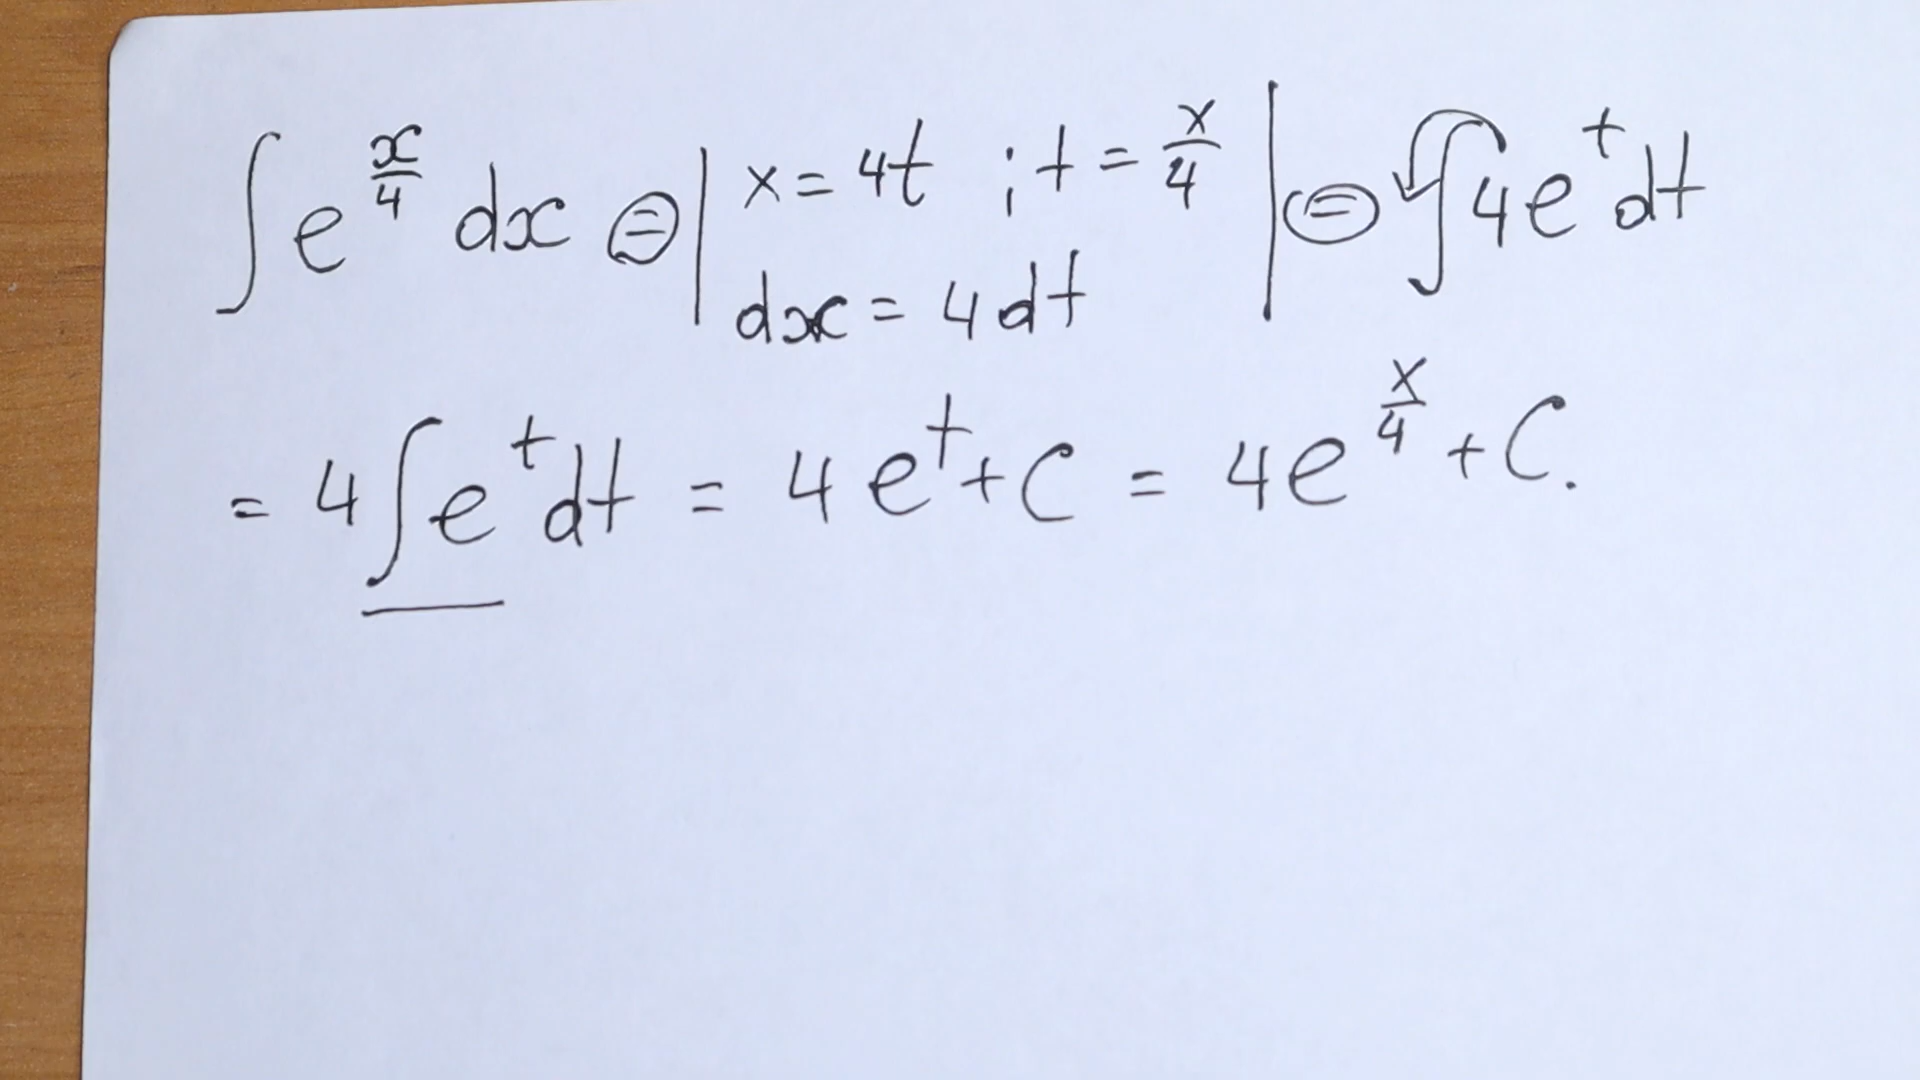 ∫ e^{x/4} dx ⊜ | x = 4t ; t = x/4 | ⊜ ∫ 4e^t dt
dx = 4dt
= 4∫ e^t dt = 4e^t + C = 4e^{x/4} + C.